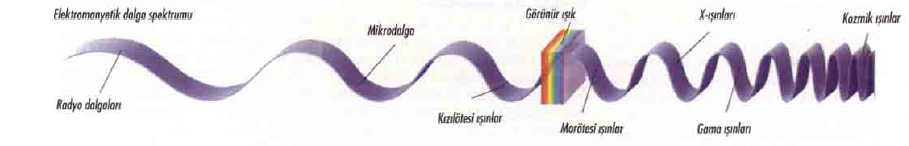 Elektromanyetik dalga spektrumu
Radyo dalgaları
Mikrodalga
Kızılötesi ışınlar
Görünür ışık
Morötesi ışınlar
X-ışınları
Gama ışınları
Kozmik ışınlar